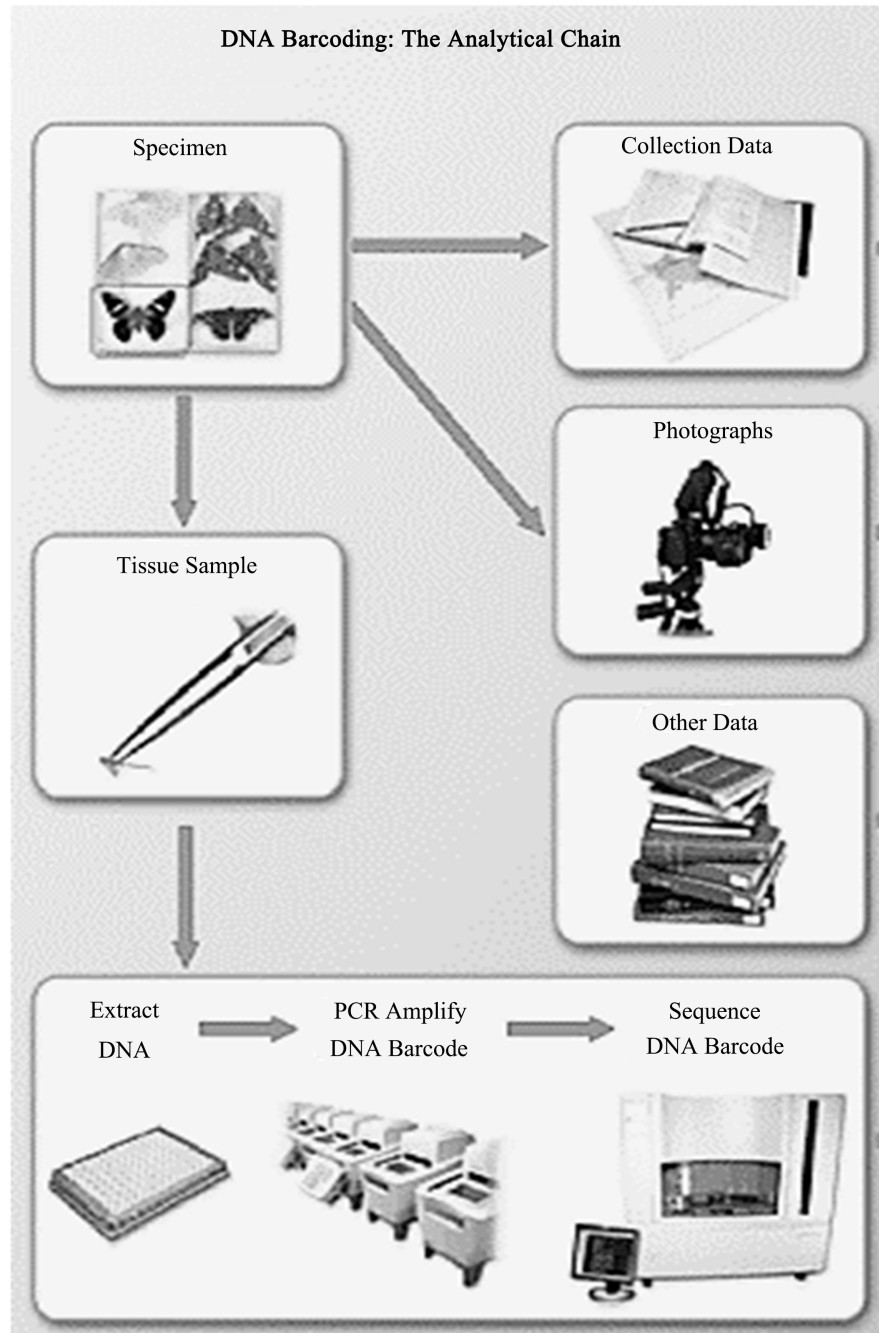 DNA Barcoding: The Analytical Chain
Specimen
Collection Data
Photographs
Tissue Sample
Other Data
Extract
DNA
PCR Amplify
DNA Barcode
Sequence
DNA Barcode